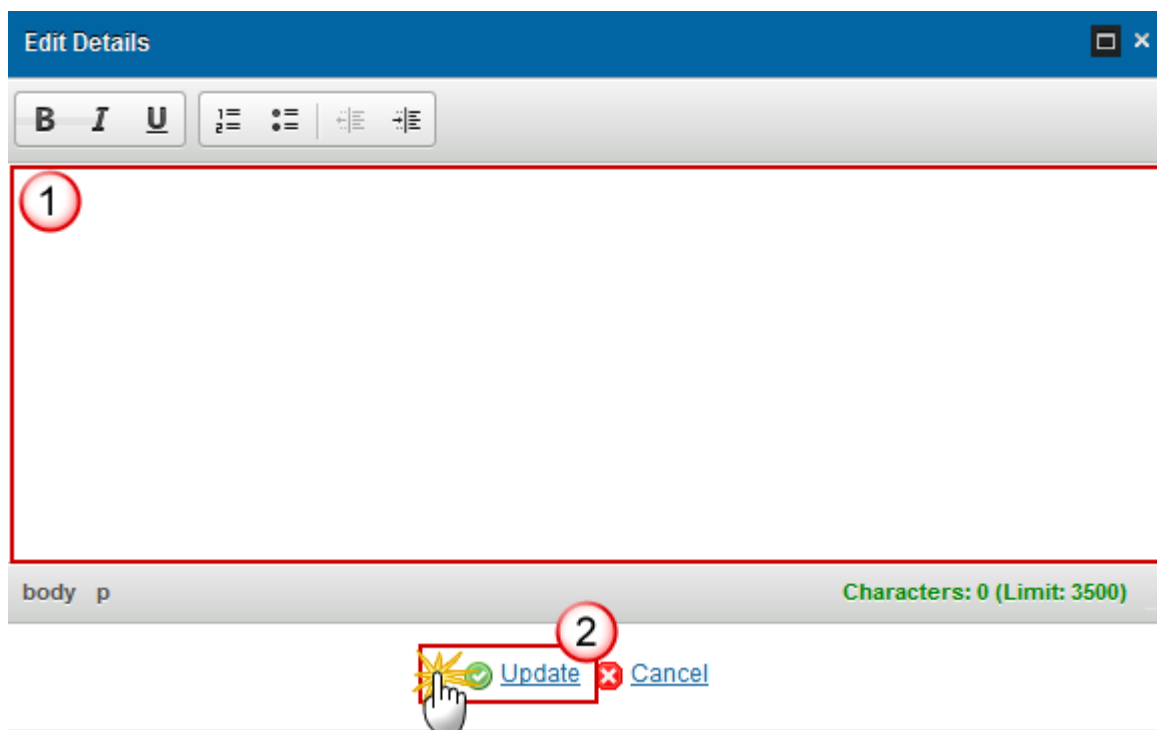 Edit Details
B I U
1
body p Characters: 0 (Limit: 3500)
2
Update Cancel